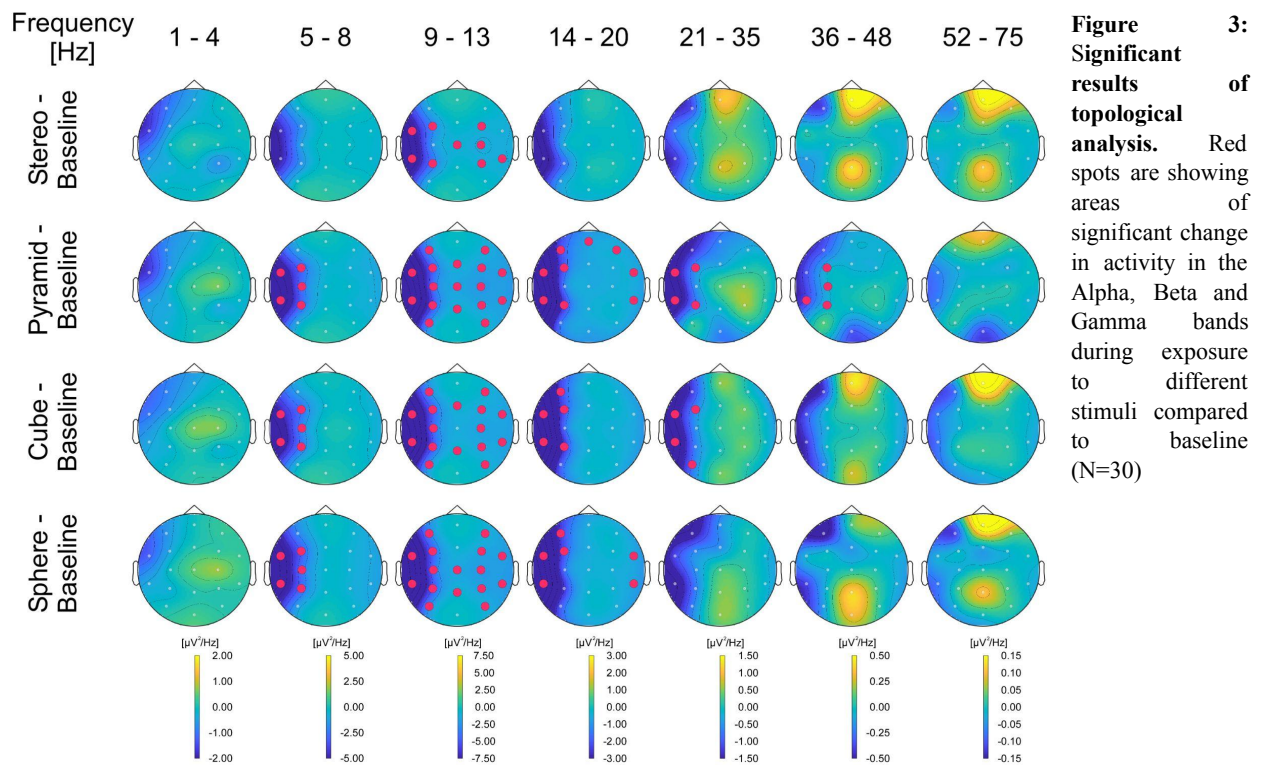 Frequency
[Hz]
1 - 4
5 - 8
9 - 13
14 - 20
21 - 35
36 - 48
52 - 75
Stereo -
Baseline
Pyramid -
Baseline
Cube -
Baseline
Sphere -
Baseline
[µV²/Hz]
2.00
1.00
0.00
-1.00
-2.00
[µV²/Hz]
5.00
2.50
0.00
-2.50
-5.00
[µV²/Hz]
7.50
5.00
2.50
0.00
-2.50
-5.00
-7.50
[µV²/Hz]
3.00
2.00
1.00
0.00
-1.00
-2.00
-3.00
[µV²/Hz]
1.50
1.00
0.50
0.00
-0.50
-1.00
-1.50
[µV²/Hz]
0.50
0.25
0.00
-0.25
-0.50
[µV²/Hz]
0.15
0.10
0.05
0.00
-0.05
-0.10
-0.15
Figure 3:
Significant
results of
topological
analysis. Red
spots are showing
areas of
significant change
in activity in the
Alpha, Beta and
Gamma bands
during exposure
to different
stimuli compared
to baseline
(N=30)